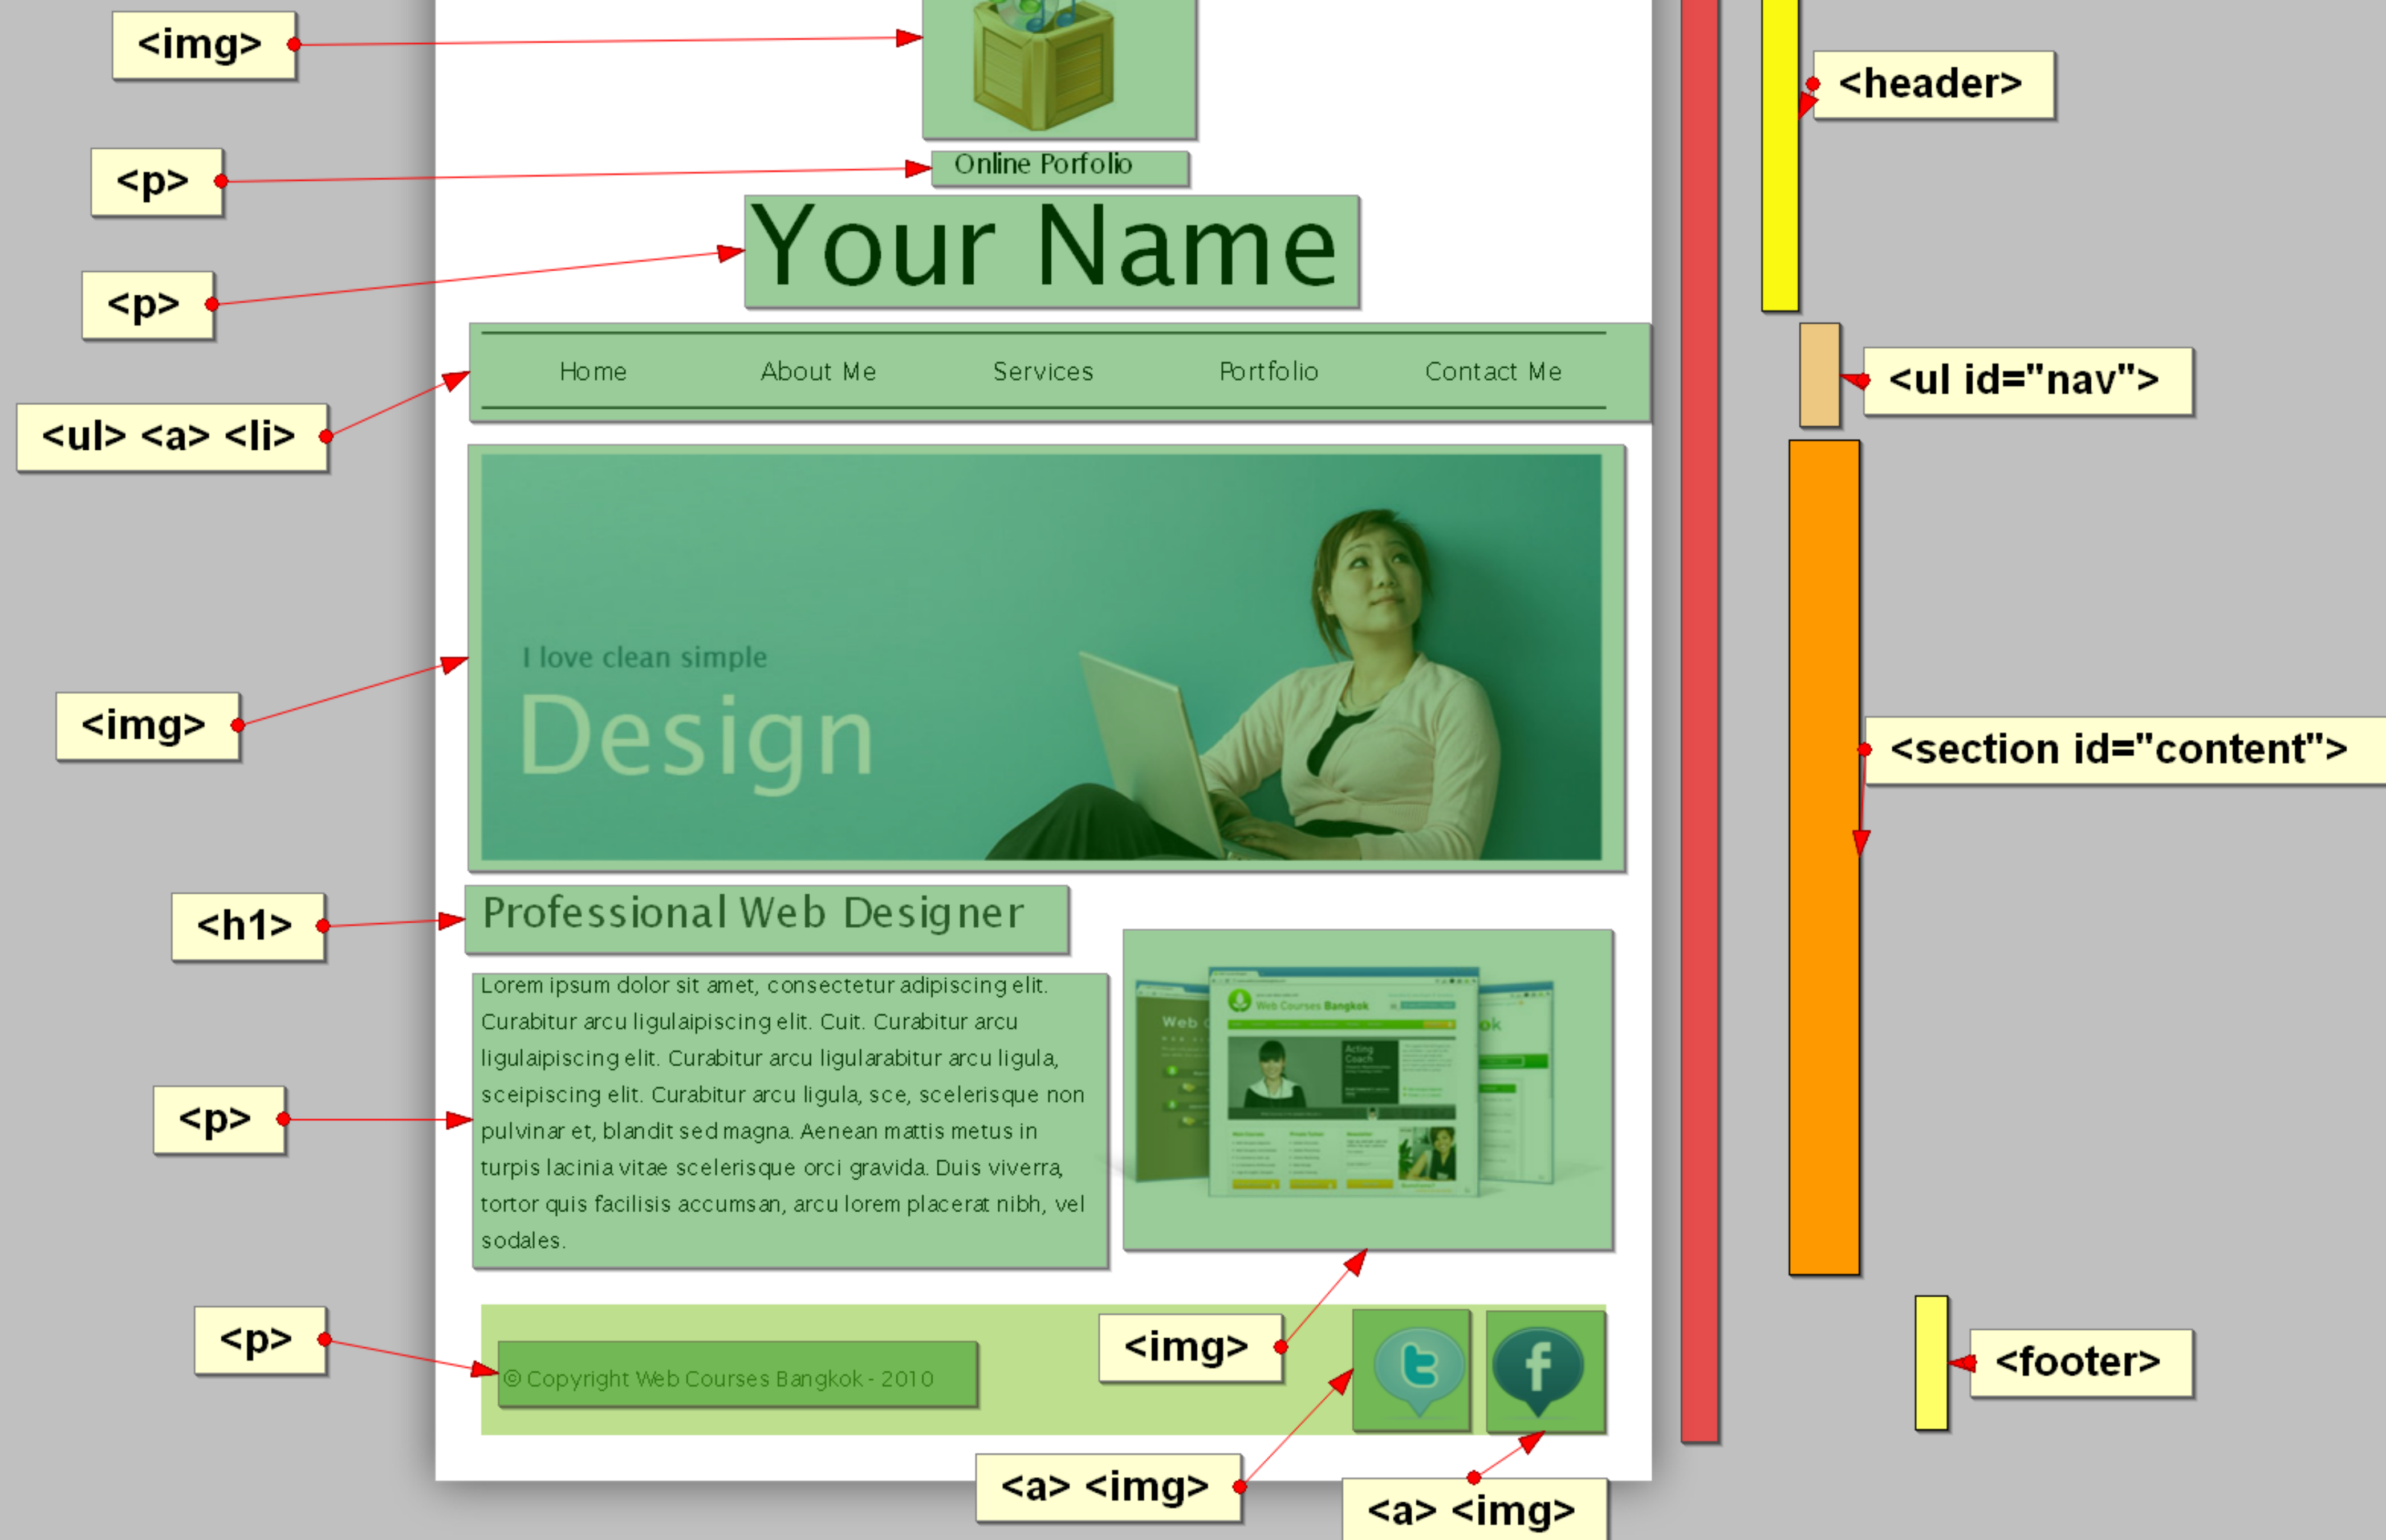 <img>
<header>
<p>
Online Porfolio
<p>
Your Name
<ul> <a> <li>
Home About Me Services Portfolio Contact Me
<ul id="nav">
<img>
I love clean simple
Design
<section id="content">
<h1>
Professional Web Designer
<p>
Lorem ipsum dolor sit amet, consectetur adipiscing elit.
Curabitur arcu ligulaipiscing elit. Cuit. Curabitur arcu
ligulaipiscing elit. Curabitur arcu ligularabitur arcu ligula,
sceipiscing elit. Curabitur arcu ligula, sce, scelerisque non
pulvinar et, blandit sed magna. Aenean mattis metus in
turpis lacinia vitae scelerisque orci gravida. Duis viverra,
tortor quis facilisis accumsan, arcu lorem placerat nibh, vel
sodales.
Web Courses Bangkok
Acting
Coach
<img>
<p>
© Copyright Web Courses Bangkok - 2010
t
f
<footer>
<a> <img>
<a> <img>